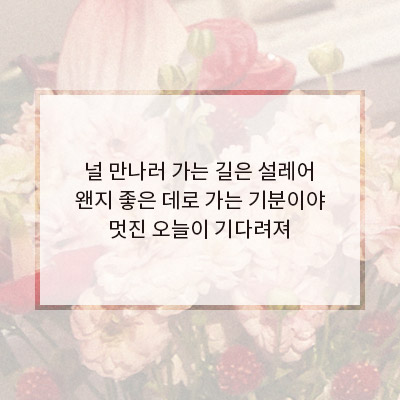 널 만나러 가는 길은 설레어
왠지 좋은 데로 가는 기분이야
멋진 오늘이 기다려져